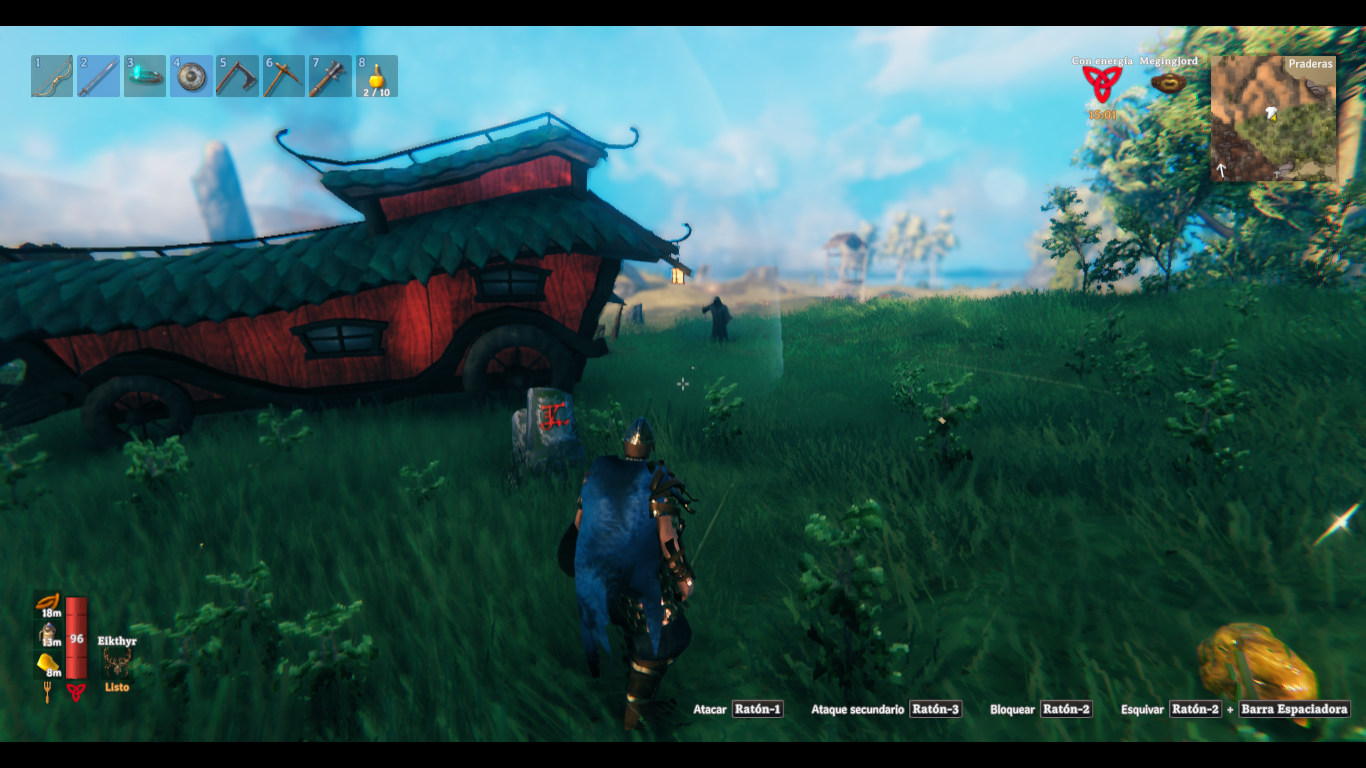 1 2 3 4 5 6 7 8
2 / 10
Con energía Megingjord
15:01
Praderas
18m
13m
8m
96
Eikthyr
Listo
Atacar Ratón-1 Ataque secundario Ratón-3 Bloquear Ratón-2 Esquivar Ratón-2 + Barra Espaciadora